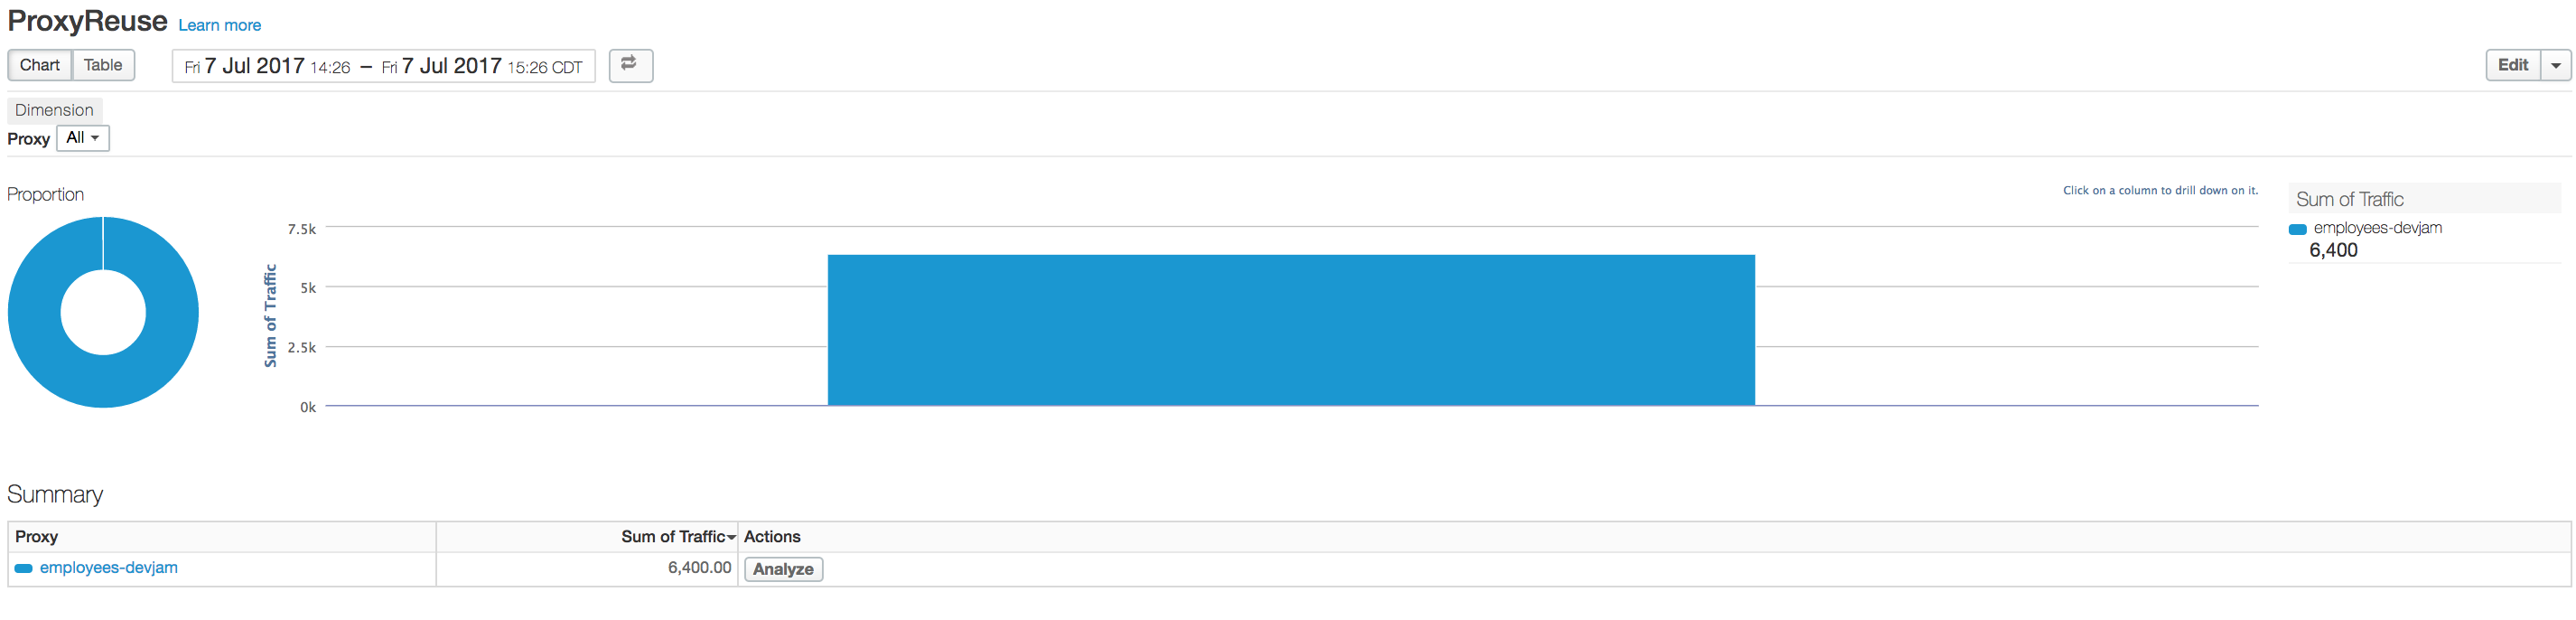 ProxyReuse Learn more
Chart Table Fri 7 Jul 2017 14:26 – Fri 7 Jul 2017 15:26 CDT Edit
Dimension
Proxy All
Proportion
Click on a column to drill down on it.
Sum of Traffic
7.5k
5k
2.5k
0k
Sum of Traffic
employees-devjam
6,400
Summary
Proxy Sum of Traffic Actions
employees-devjam 6,400.00 Analyze